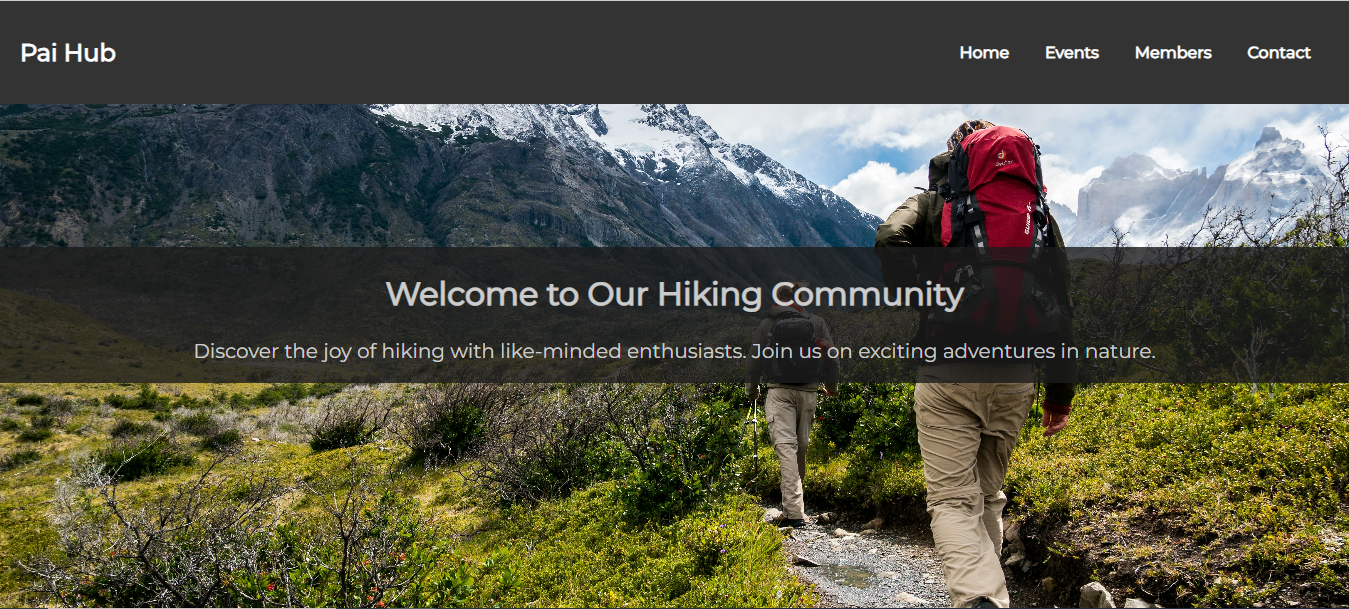 Pai Hub
Home Events Members Contact
Welcome to Our Hiking Community
Discover the joy of hiking with like-minded enthusiasts. Join us on exciting adventures in nature.